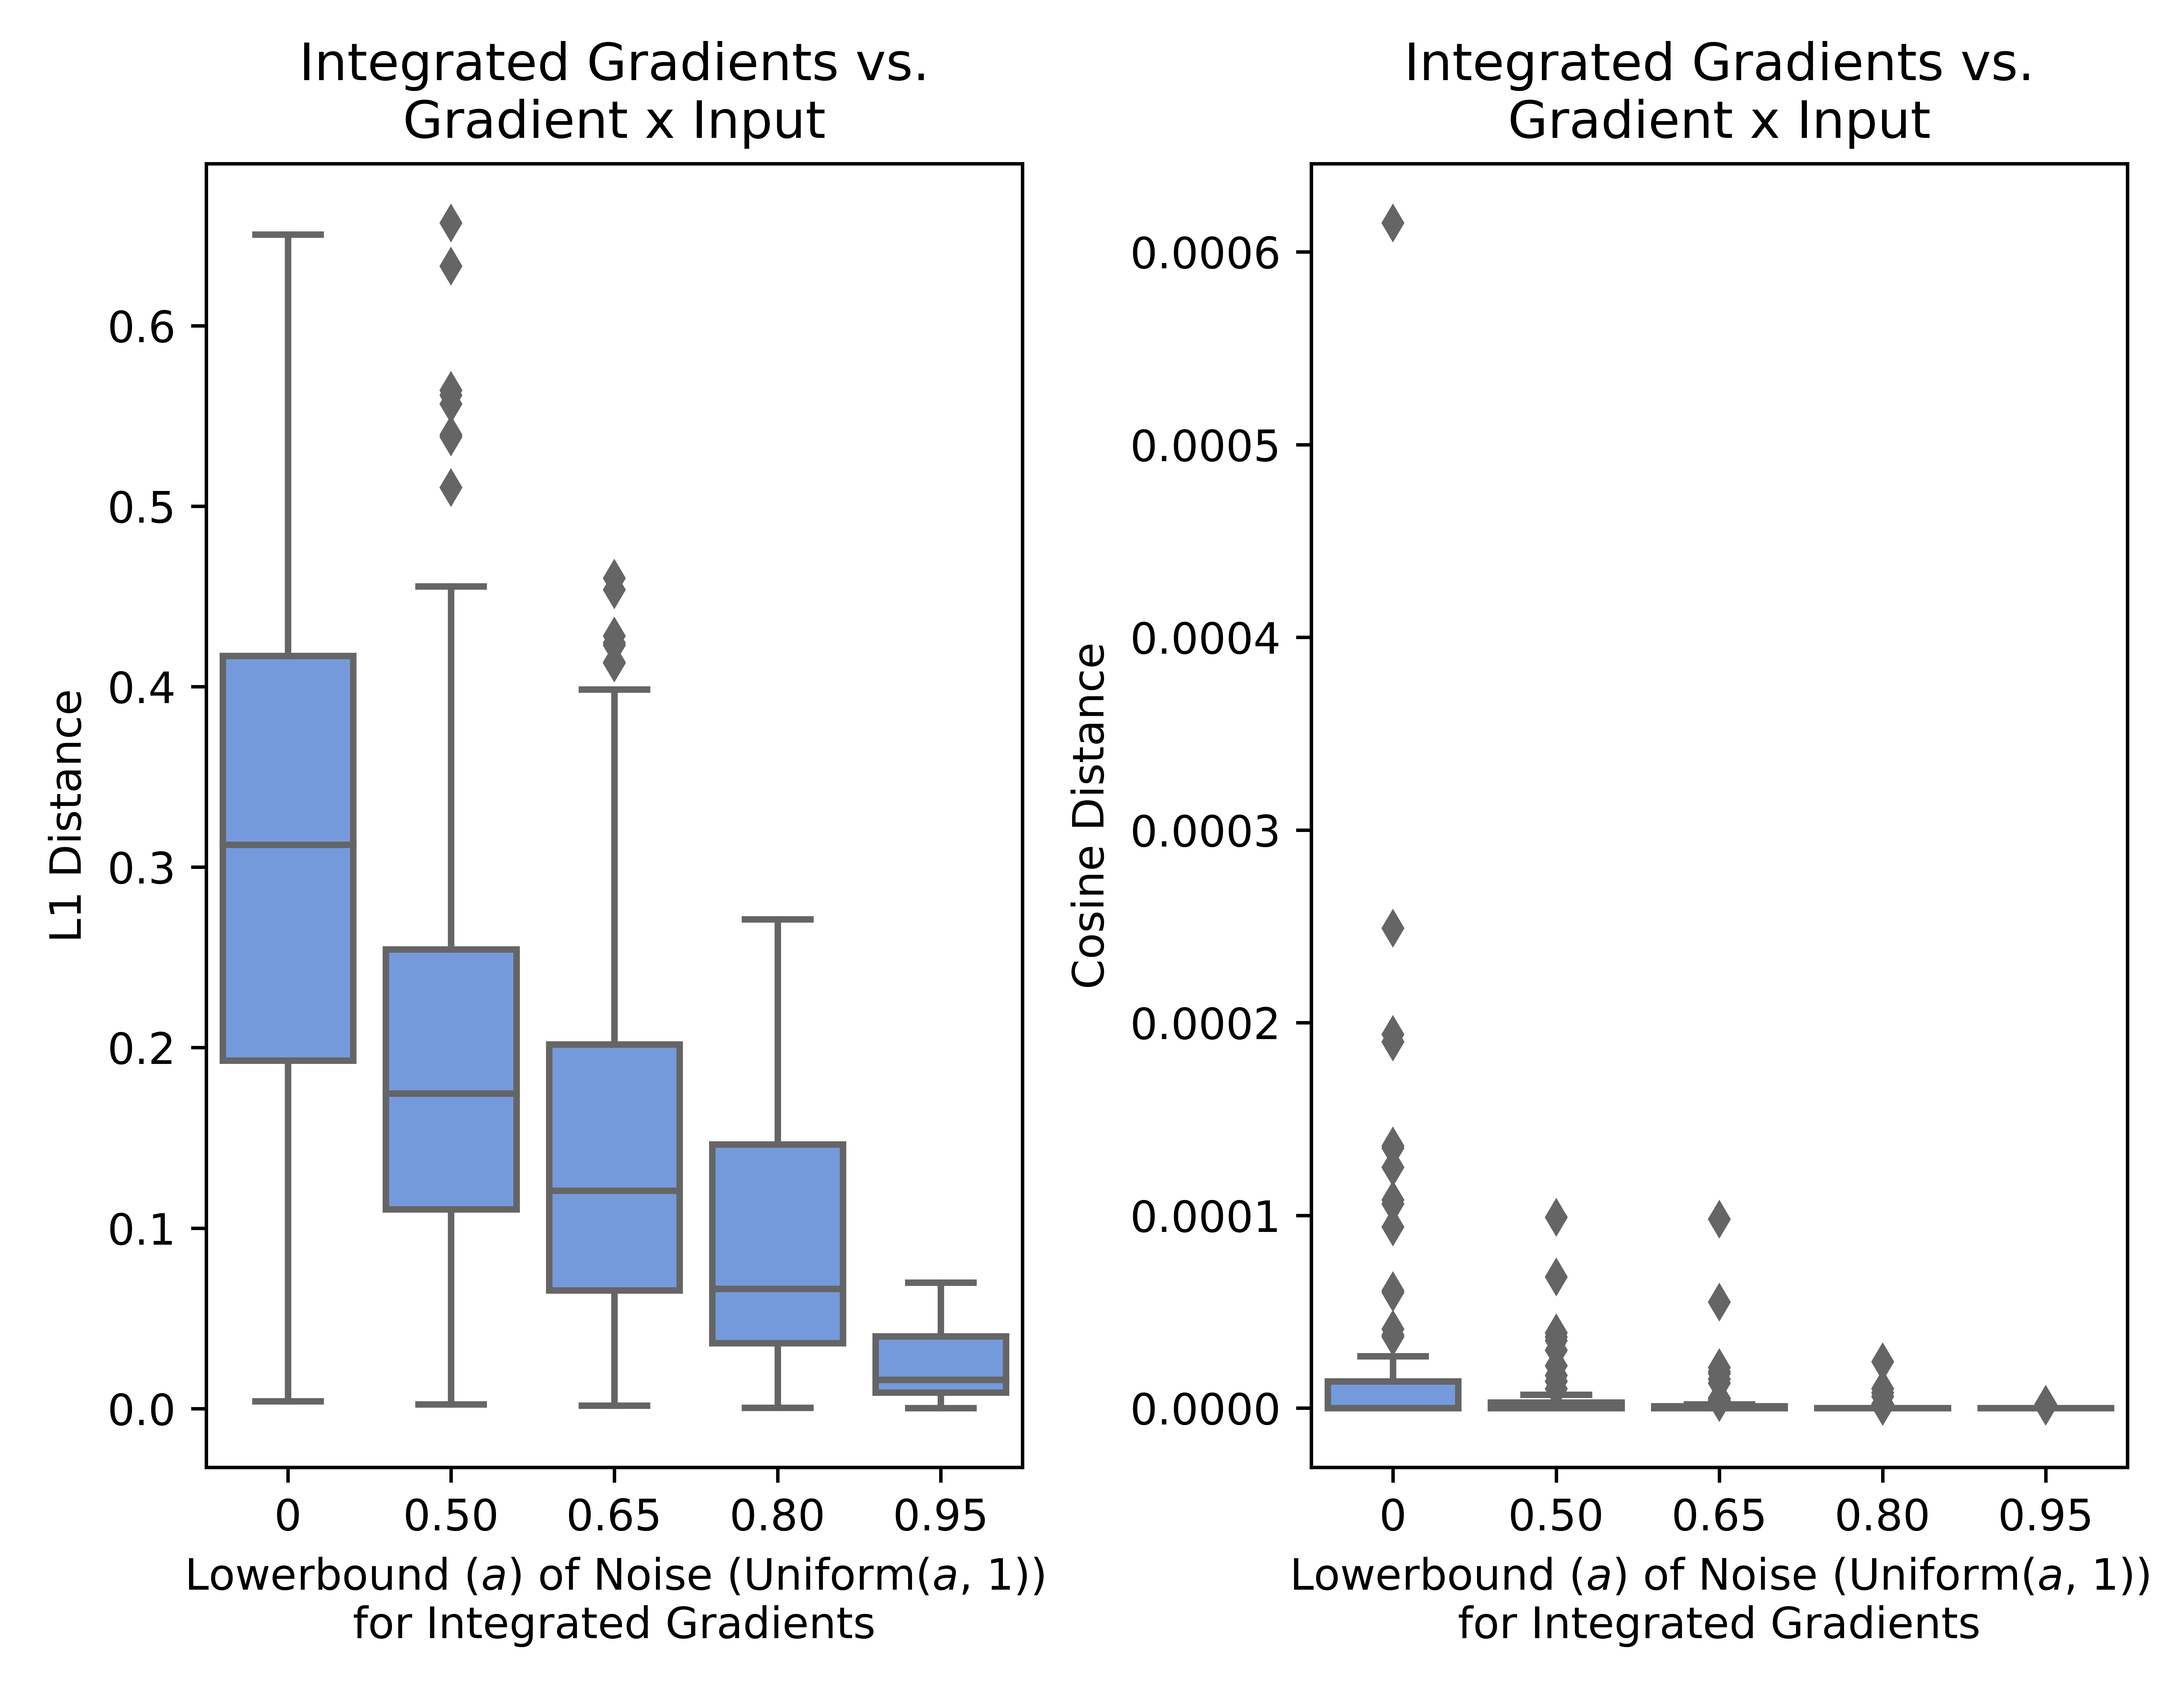 Integrated Gradients vs.
Gradient x Input
L1 Distance
0.6
0.5
0.4
0.3
0.2
0.1
0.0
0 0.50 0.65 0.80 0.95
Lowerbound (a) of Noise (Uniform(a, 1))
for Integrated Gradients
Integrated Gradients vs.
Gradient x Input
Cosine Distance
0.0006
0.0005
0.0004
0.0003
0.0002
0.0001
0.0000
0 0.50 0.65 0.80 0.95
Lowerbound (a) of Noise (Uniform(a, 1))
for Integrated Gradients